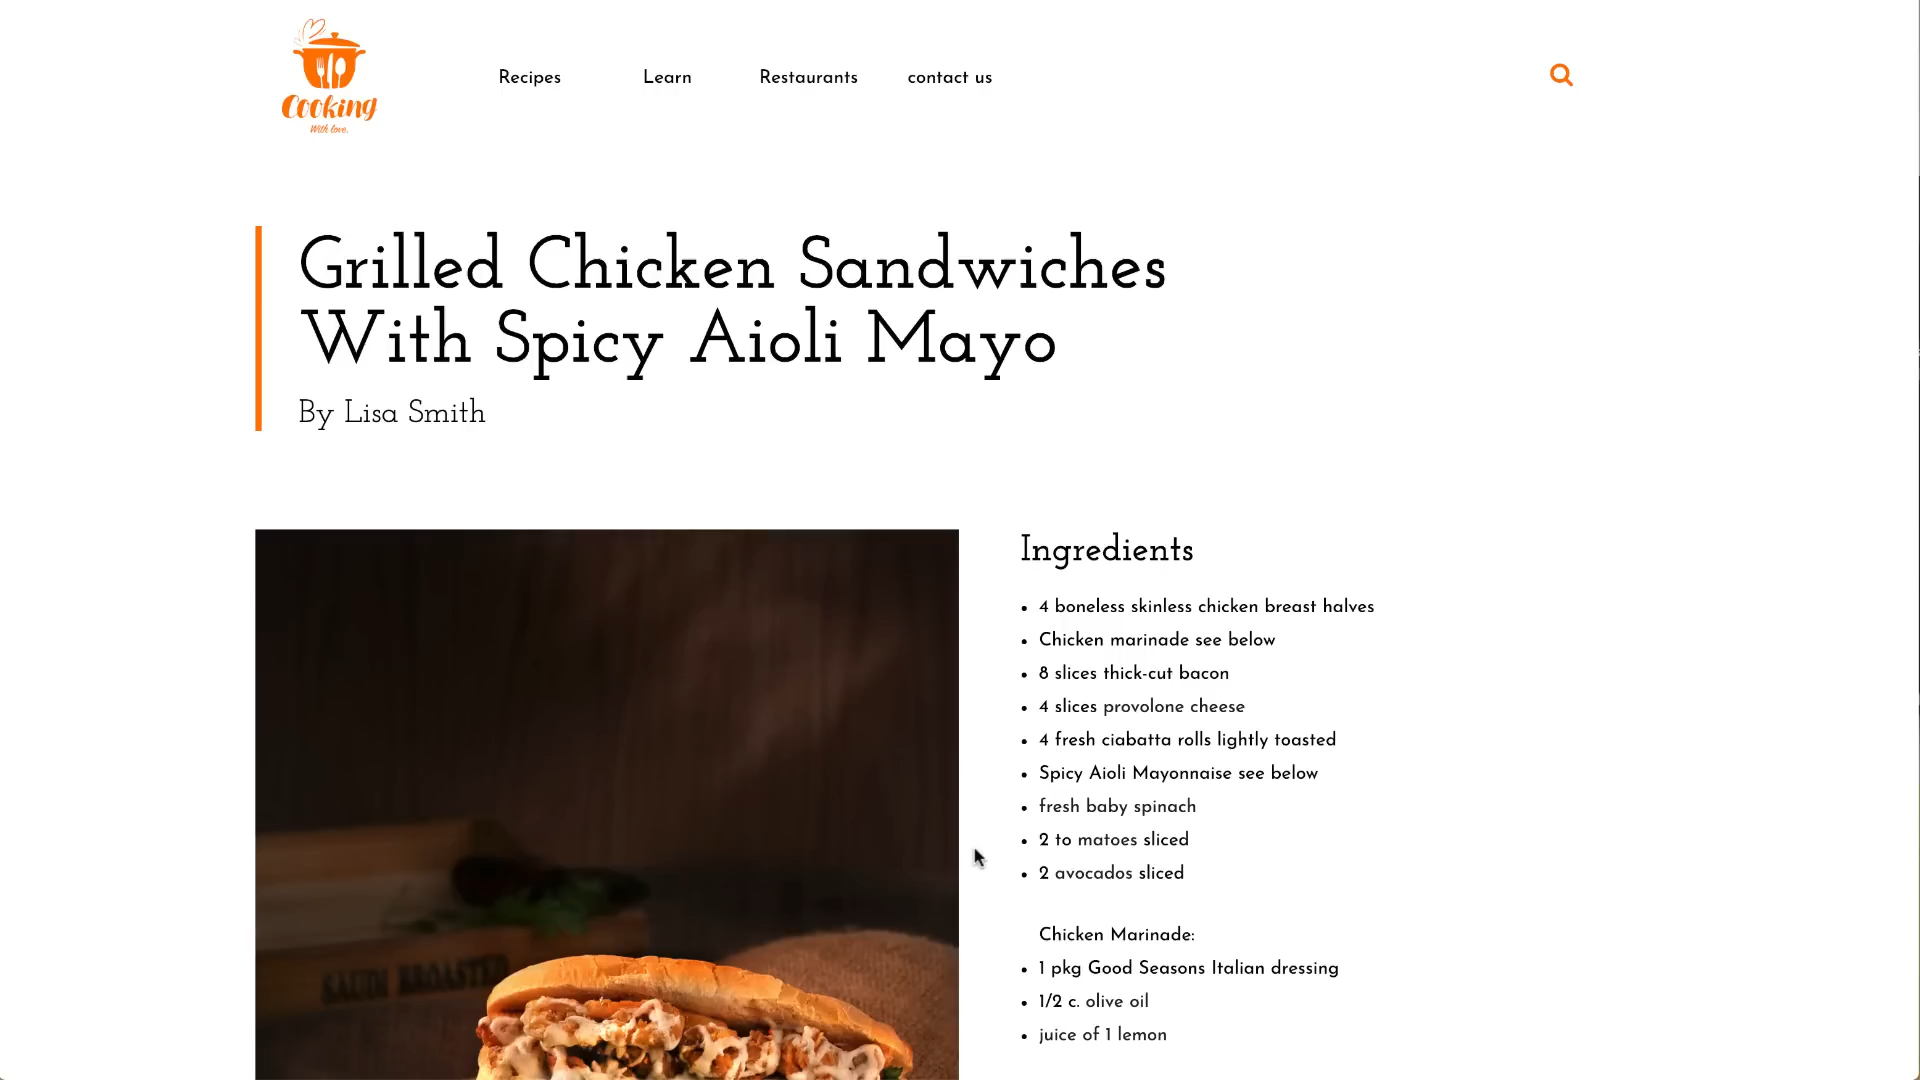 Cooking
With love.
Recipes
Learn
Restaurants
contact us
Grilled Chicken Sandwiches
With Spicy Aioli Mayo
By Lisa Smith
Ingredients
• 4 boneless skinless chicken breast halves
• Chicken marinade see below
• 8 slices thick-cut bacon
• 4 slices provolone cheese
• 4 fresh ciabatta rolls lightly toasted
• Spicy Aioli Mayonnaise see below
• fresh baby spinach
• 2 to matoes sliced
• 2 avocados sliced
SAUDI BROASTED
Chicken Marinade:
• 1 pkg Good Seasons Italian dressing
• 1/2 c. olive oil
• juice of 1 lemon